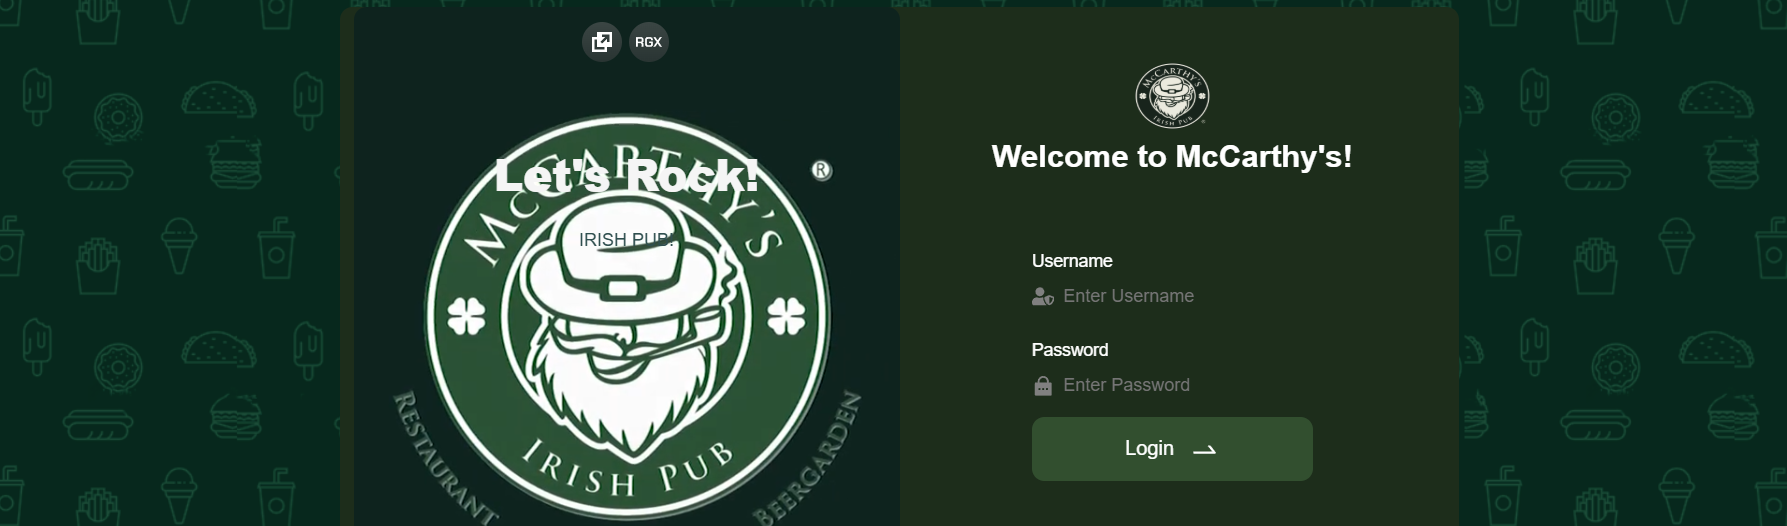 RGX
McCARTHY'S
Let's Rock!
®
IRISH PUB!
IRISH PUB
RESTAURANT
BEERGARDEN
McCARTHY'S
IRISH PUB
Welcome to McCarthy's!
Username
Enter Username
Password
Enter Password
Login